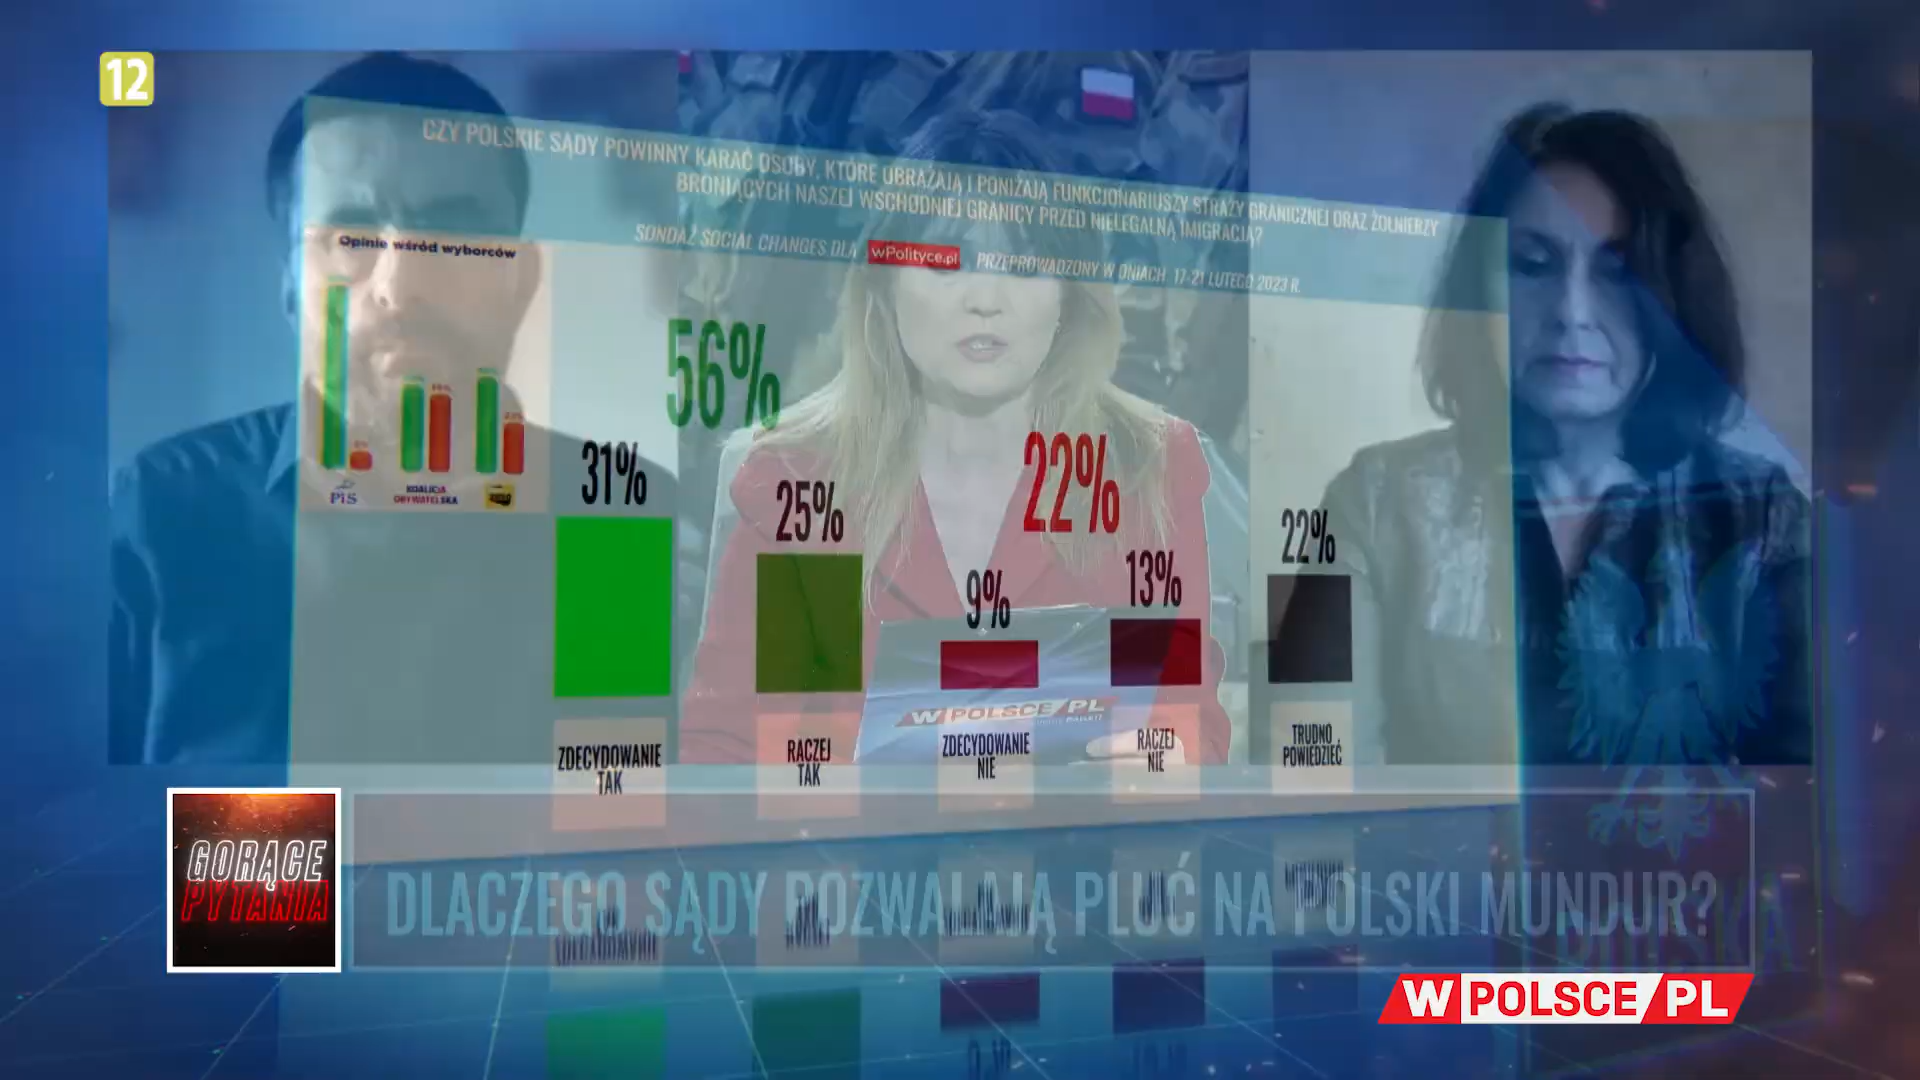 12
CZY POLSKIE SĄDY POWINNY KARAĆ OSOBY, KTÓRE UBRAŻAJĄ I PONIŻAJĄ FUNKCJONARIUSZY STRAŻY GRANICZNEJ ORAZ ŻOŁNIERZY
BRONIĄCYCH NASZEJ WSCHODNIEJ GRANICY PRZED NIELEGALNĄ IMIGRACJĄ?
SONDAŻ SOCIAL CHANGES DLA wPolityce.pl PRZEPROWADZONY W DNIACH 17-21 LUTEGO 2023 R.
Opinie wśród wyborców
PiS
KOALICJA
OBYWATELSKA
56%
22%
31%
25%
9%
13%
22%
ZDECYDOWANIE
TAK
RACZEJ
TAK
ZDECYDOWANIE
NIE
RACZEJ
NIE
TRUDNO
POWIEDZIEĆ
W POLSCE/PL
GORĄCE
PYTANIA
DLACZEGO SĄDY POZWALAJĄ PLUĆ NA POLSKI MUNDUR?
W POLSCE/PL